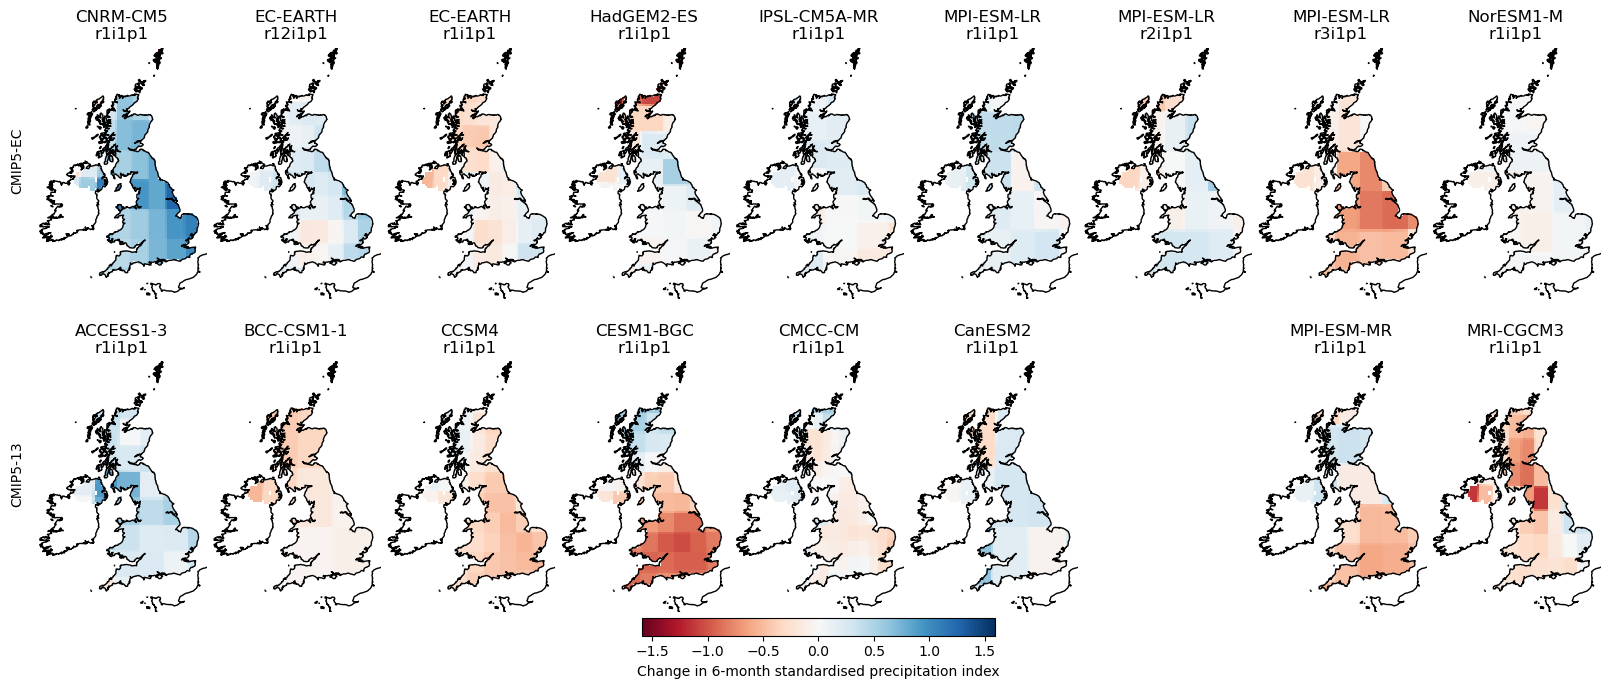 CNRM-CM5
r1i1p1
EC-EARTH
r12i1p1
EC-EARTH
r1i1p1
HadGEM2-ES
r1i1p1
IPSL-CM5A-MR
r1i1p1
MPI-ESM-LR
r1i1p1
MPI-ESM-LR
r2i1p1
MPI-ESM-LR
r3i1p1
NorESM1-M
r1i1p1
CMIP5-EC
ACCESS1-3
r1i1p1
BCC-CSM1-1
r1i1p1
CCSM4
r1i1p1
CESM1-BGC
r1i1p1
CMCC-CM
r1i1p1
CanESM2
r1i1p1
MPI-ESM-MR
r1i1p1
MRI-CGCM3
r1i1p1
CMIP5-13
−1.5 −1.0 −0.5 0.0 0.5 1.0 1.5
Change in 6-month standardised precipitation index